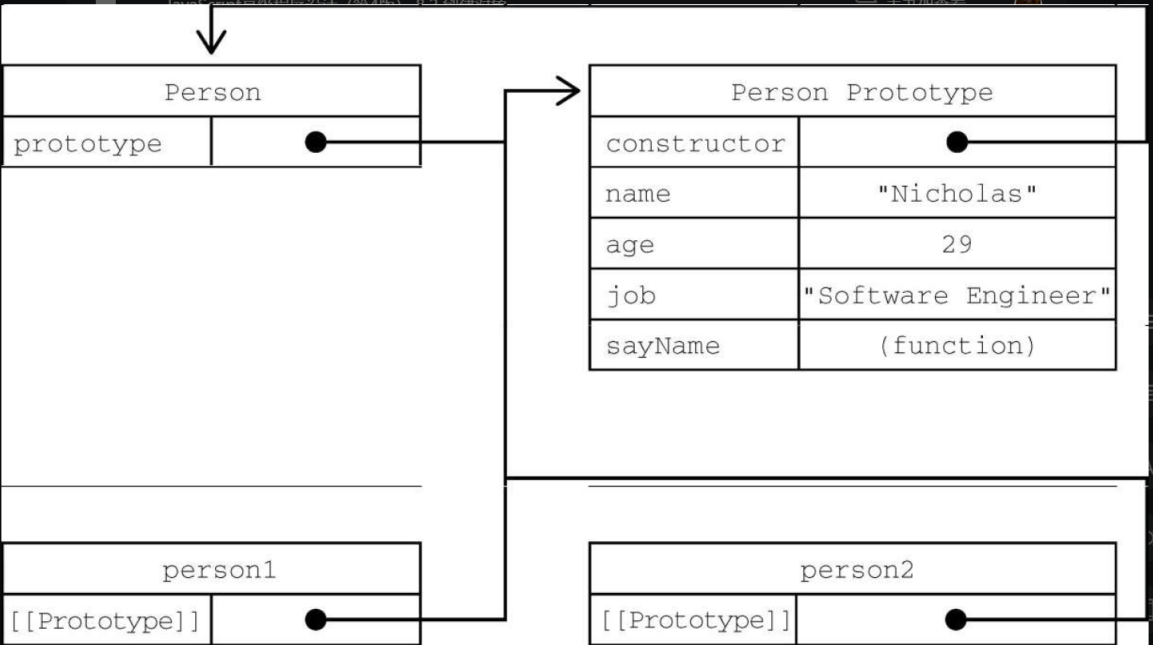 Person
prototype
Person Prototype
constructor
name "Nicholas"
age 29
job "Software Engineer"
sayName (function)
person1
[[Prototype]]
person2
[[Prototype]]